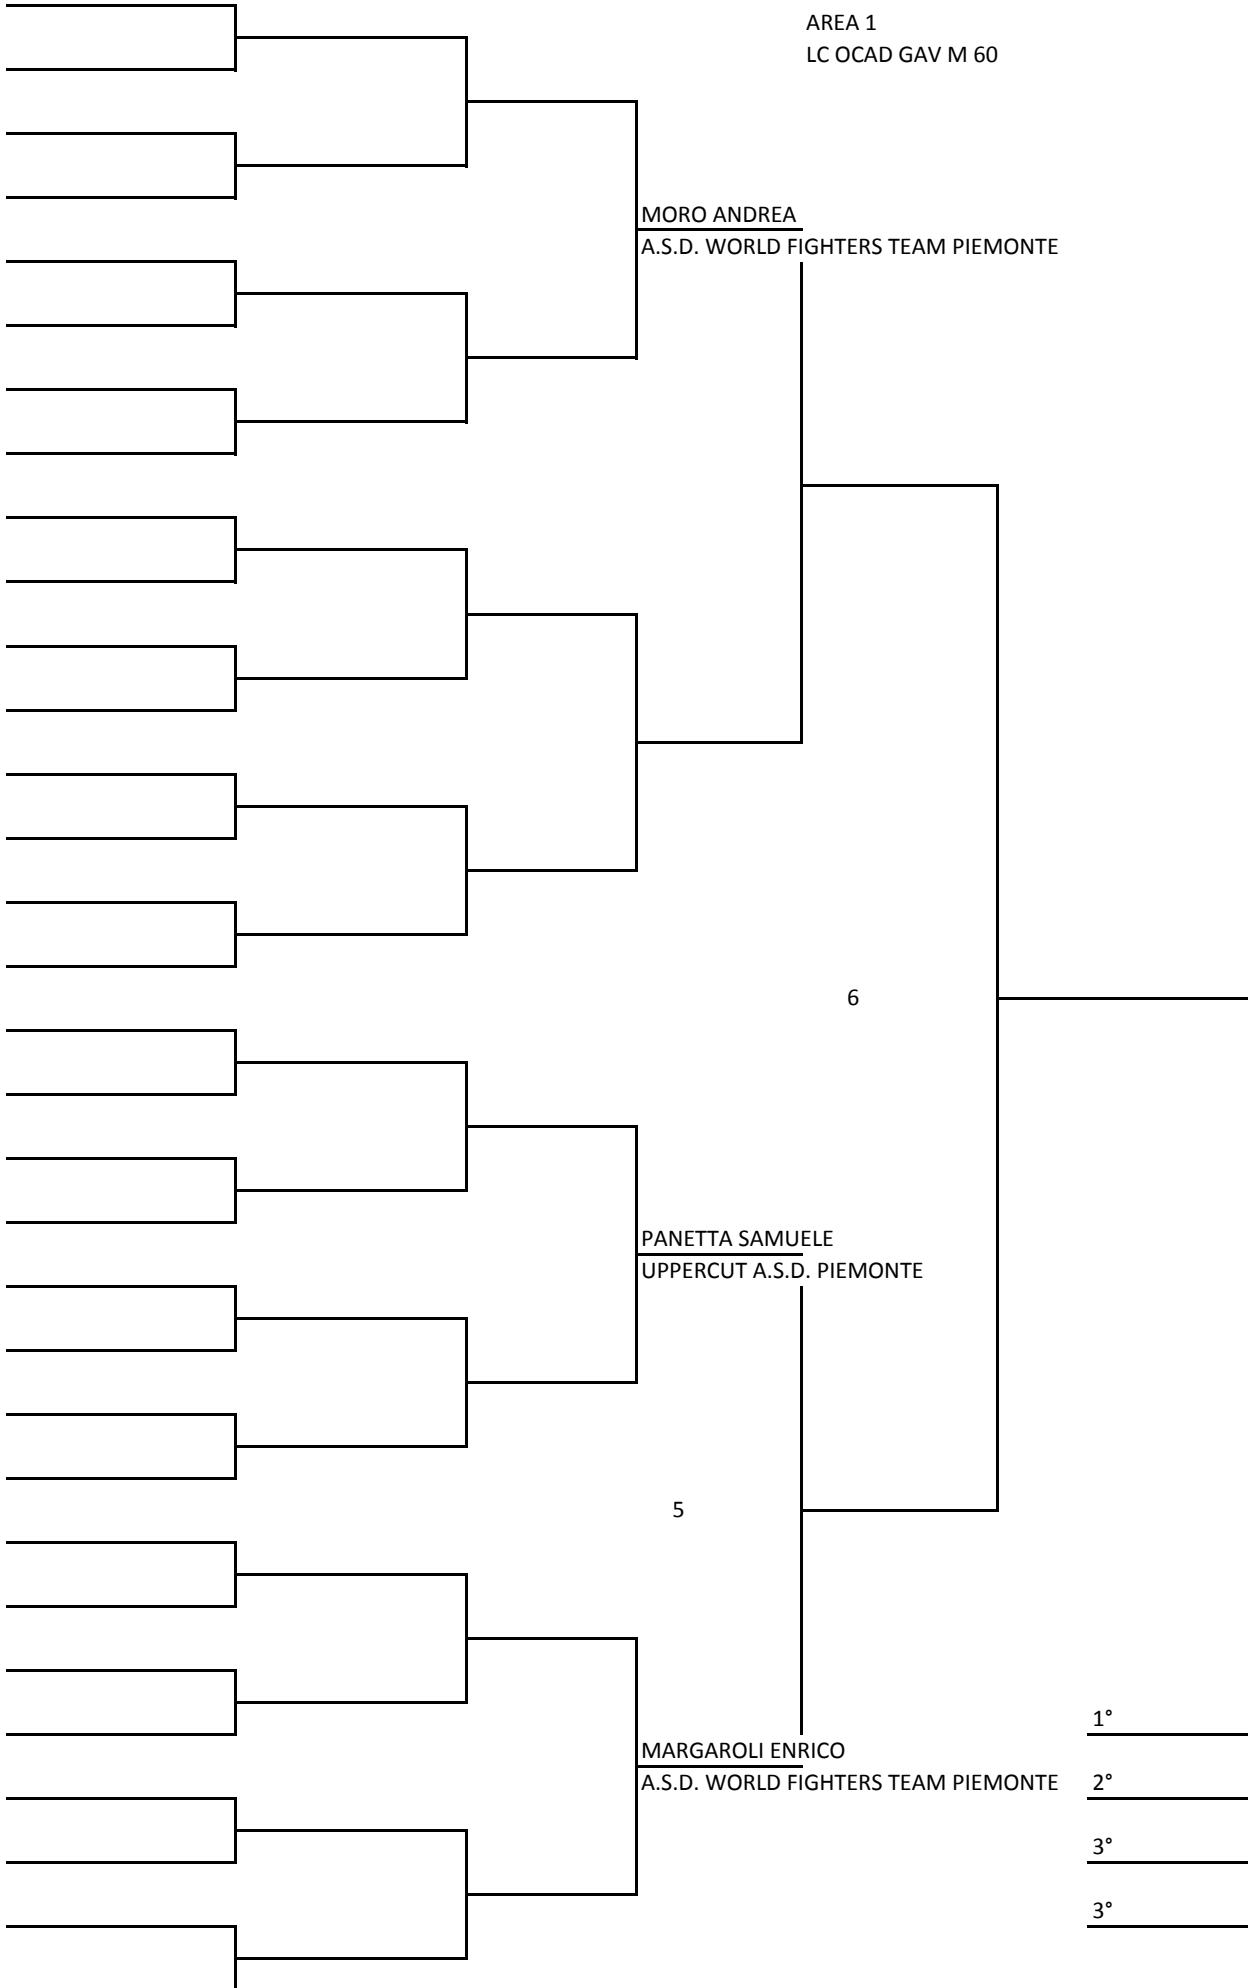 AREA 1
LC OCAD GAV M 60
MORO ANDREA
A.S.D. WORLD FIGHTERS TEAM PIEMONTE
6
PANETTA SAMUELE
UPPERCUT A.S.D. PIEMONTE
5
1°
MARGAROLI ENRICO
A.S.D. WORLD FIGHTERS TEAM PIEMONTE
2°
3°
3°